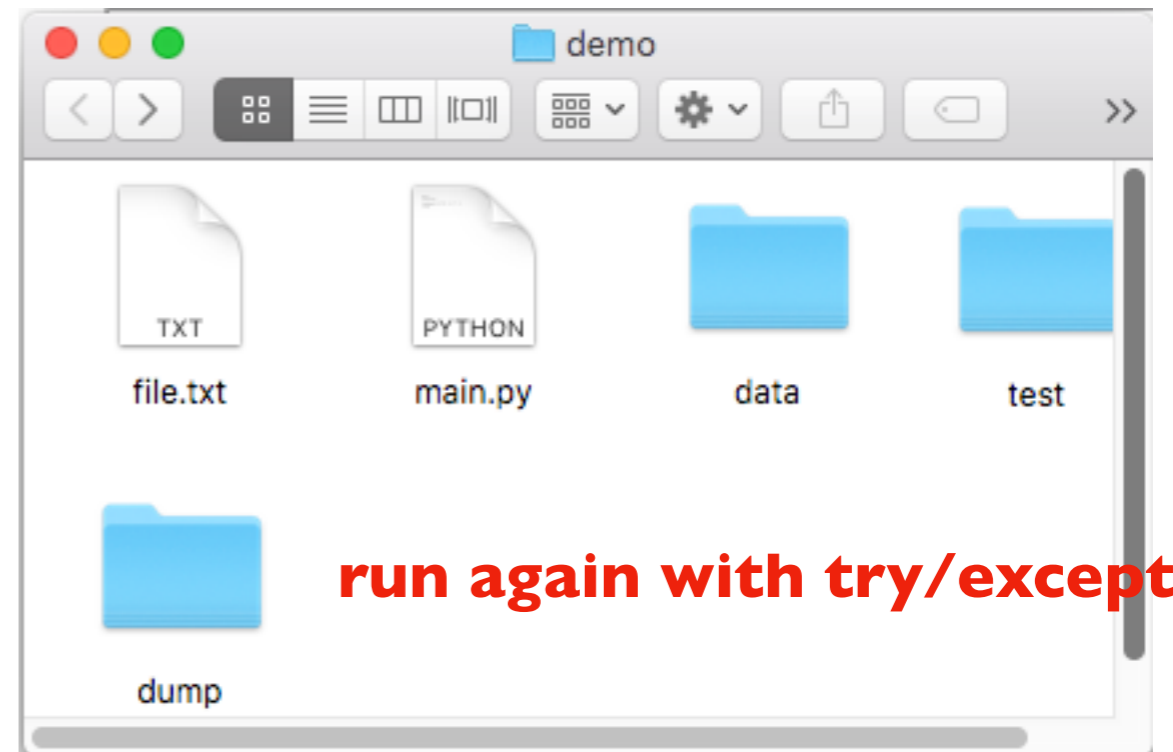 demo
TXT
PYTHON
file.txt
main.py
data
test
run again with try/except
dump